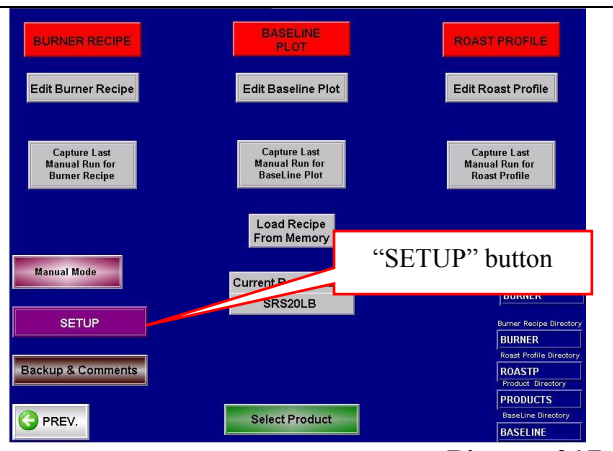 BURNER RECIPE
BASELINE
PLOT
ROAST PROFILE
Edit Burner Recipe
Edit Baseline Plot
Edit Roast Profile
Capture Last
Manual Run for
Burner Recipe
Capture Last
Manual Run for
BaseLine Plot
Capture Last
Manual Run for
Roast Profile
Load Recipe
From Memory
“SETUP” button
Manual Mode
Current
SRS20LB
BURNER
SETUP
Burner Recipe Directory
BURNER
Roast Profile Directory
ROASTP
Backup & Comments
Product Directory
PRODUCTS
BaseLine Directory
BASELINE
PREV.
Select Product